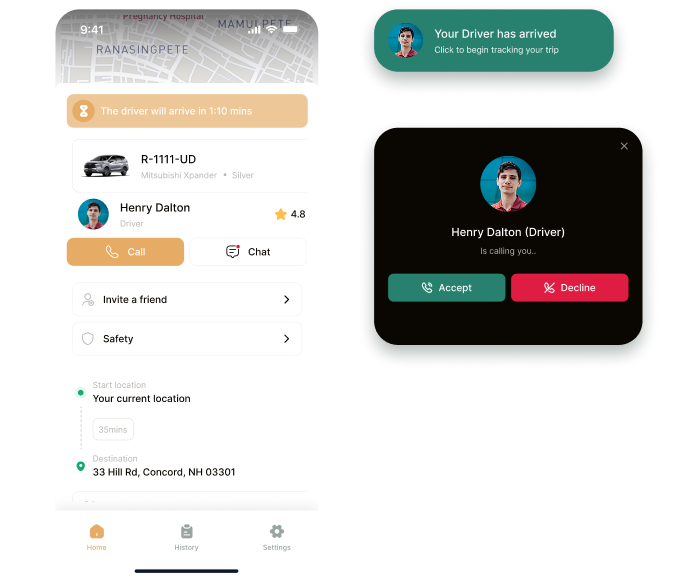 Pregnancy Hospital
MAMULPETE
9:41
RANASINGPETE
The driver will arrive in 1:10 mins
R-1111-UD
Mitsubishi Xpander • Silver
Henry Dalton
Driver
4.8
Call
Chat
Invite a friend
Safety
Start location
Your current location
35mins
Destination
33 Hill Rd, Concord, NH 03301
Home
History
Settings
Your Driver has arrived
Click to begin tracking your trip
Henry Dalton (Driver)
Is calling you..
Accept
Decline